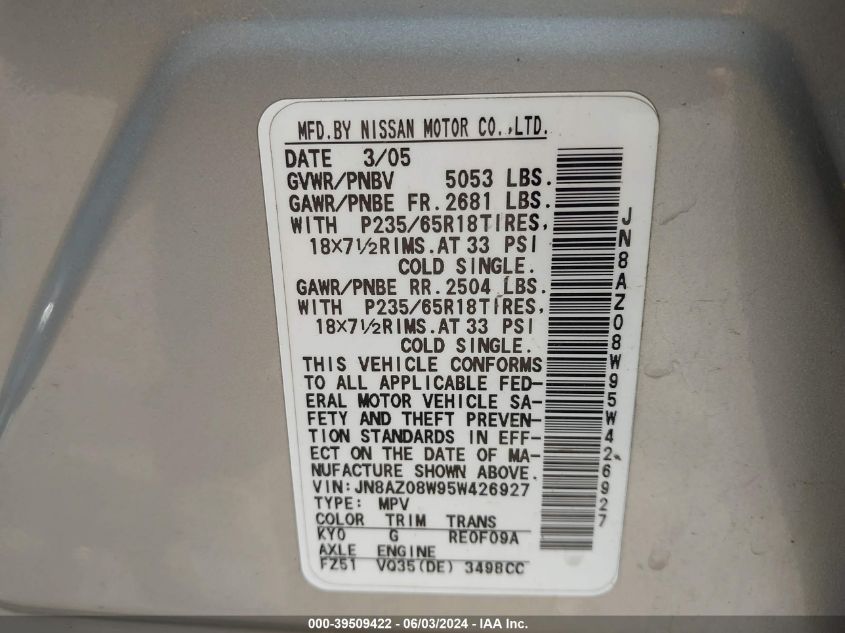 MFD.BY NISSAN MOTOR CO.,LTD.
DATE 3/05
GVWR/PNBV 5053 LBS.
GAWR/PNBE FR.2681 LBS.
WITH P235/65R18TIRES,
18X7½RIMS.AT 33 PSI
COLD SINGLE.
GAWR/PNBE RR.2504 LBS.
WITH P235/65R18TIRES,
18X7½RIMS.AT 33 PSI
COLD SINGLE.
THIS VEHICLE CONFORMS
TO ALL APPLICABLE FED-
ERAL MOTOR VEHICLE SA-
FETY AND THEFT PREVEN-
TION STANDARDS IN EFF-
ECT ON THE DATE OF MA-
NUFACTURE SHOWN ABOVE.
VIN:JN8AZ08W95W426927
TYPE: MPV
COLOR TRIM TRANS
KY0 G RE0F09A
AXLE ENGINE
FZ51 VQ35(DE) 3498CC
JN8AZ08W95W426927
000-39509422 - 06/03/2024 - IAA Inc.